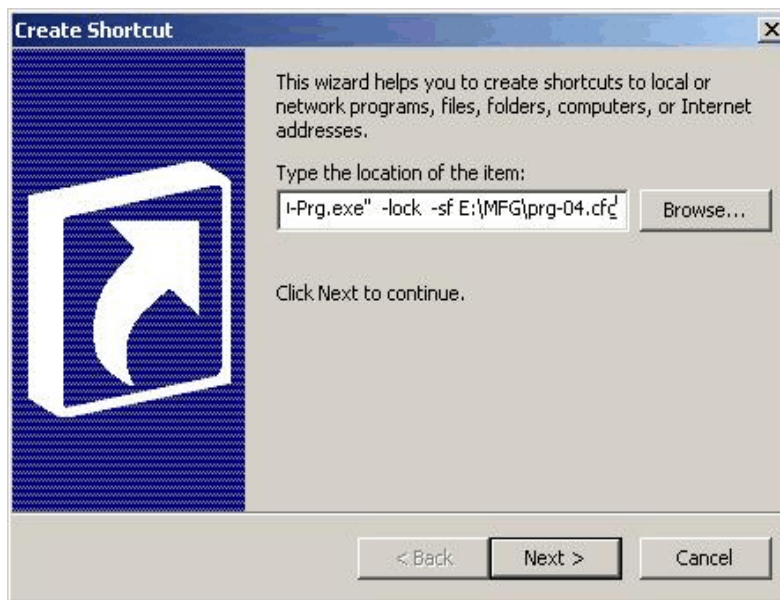 Create Shortcut
This wizard helps you to create shortcuts to local or
network programs, files, folders, computers, or Internet
addresses.
Type the location of the item:
-Prg.exe" -lock -sf E:\MFG\prg-04.cfg
Browse...
Click Next to continue.
< Back
Next >
Cancel